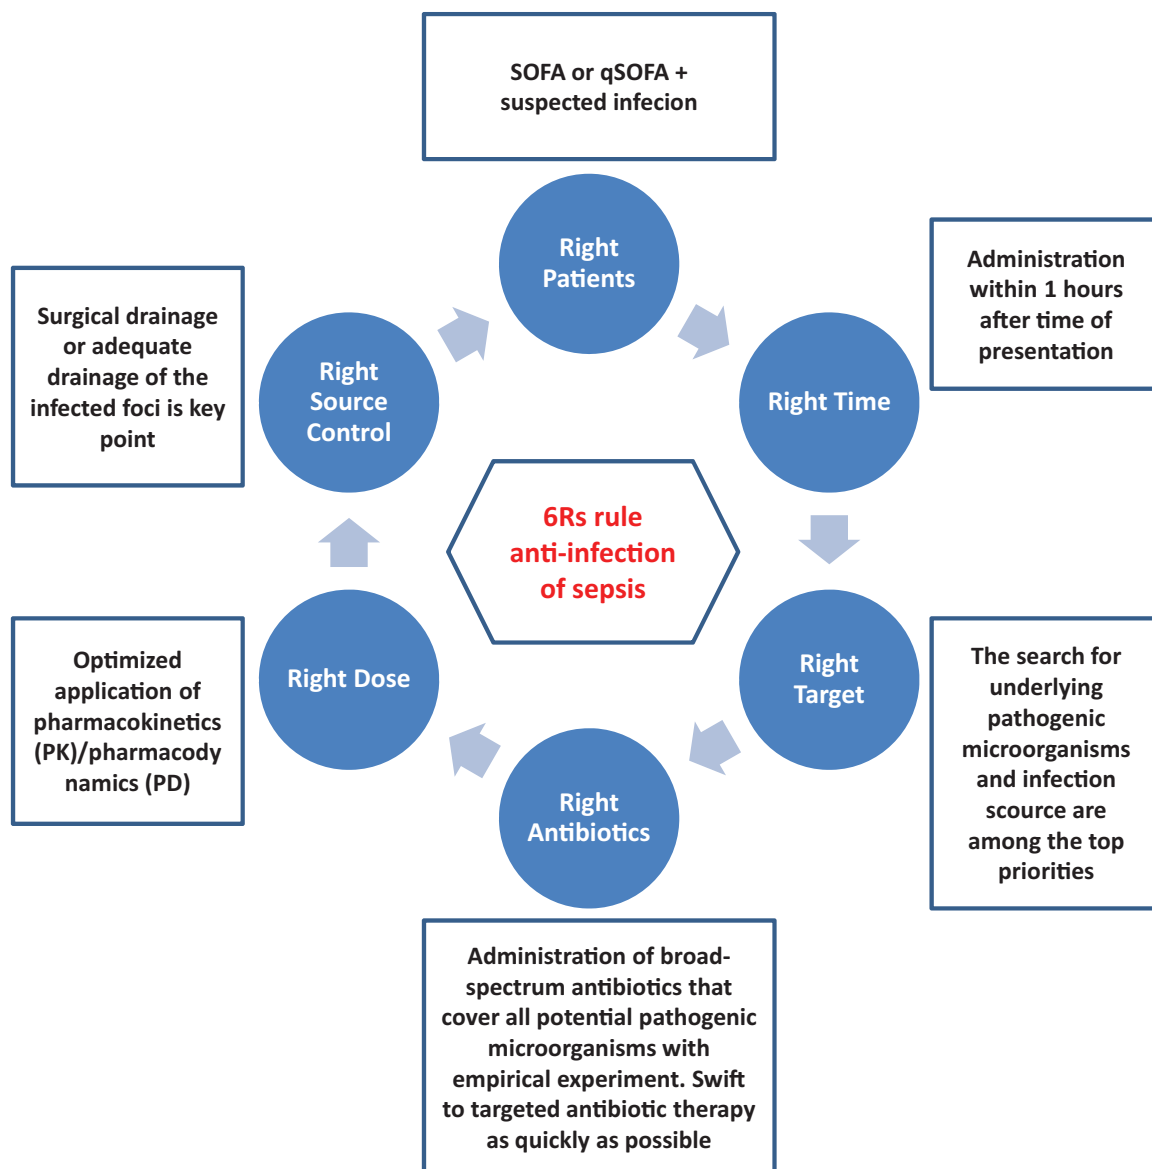 SOFA or qSOFA +
suspected infecion
Right
Patients
Administration
within 1 hours
after time of
presentation
Right Time
The search for
underlying
pathogenic
microorganisms
and infection
scource are
among the top
priorities
Right
Target
Right
Antibiotics
Administration of broad-
spectrum antibiotics that
cover all potential pathogenic
microorganisms with
empirical experiment. Swift
to targeted antibiotic therapy
as quickly as possible
Right Dose
Optimized
application of
pharmacokinetics
(PK)/pharmacody
namics (PD)
Right
Source
Control
Surgical drainage
or adequate
drainage of the
infected foci is key
point
6Rs rule
anti-infection
of sepsis